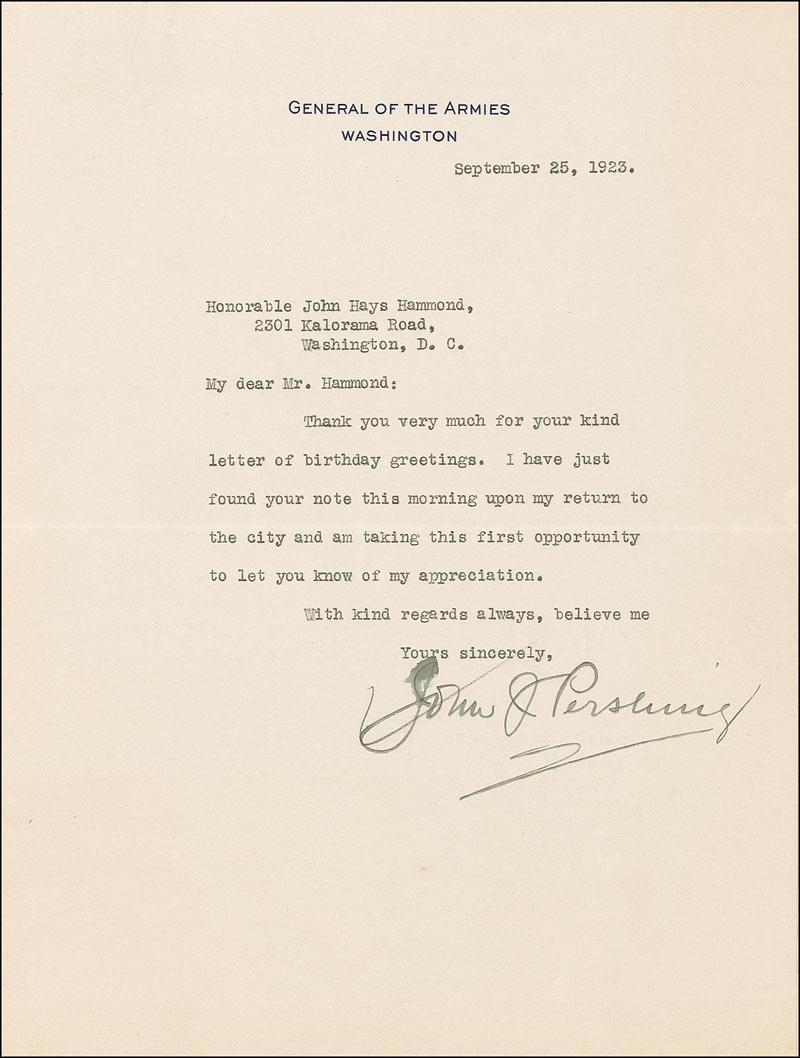 GENERAL OF THE ARMIES
WASHINGTON
September 25, 1923.
Honorable John Hays Hammond,
2301 Kalorama Road,
Washington, D. C.
My dear Mr. Hammond:
Thank you very much for your kind
letter of birthday greetings. I have just
found your note this morning upon my return to
the city and am taking this first opportunity
to let you know of my appreciation.
With kind regards always, believe me
Yours sincerely,
John J Pershing